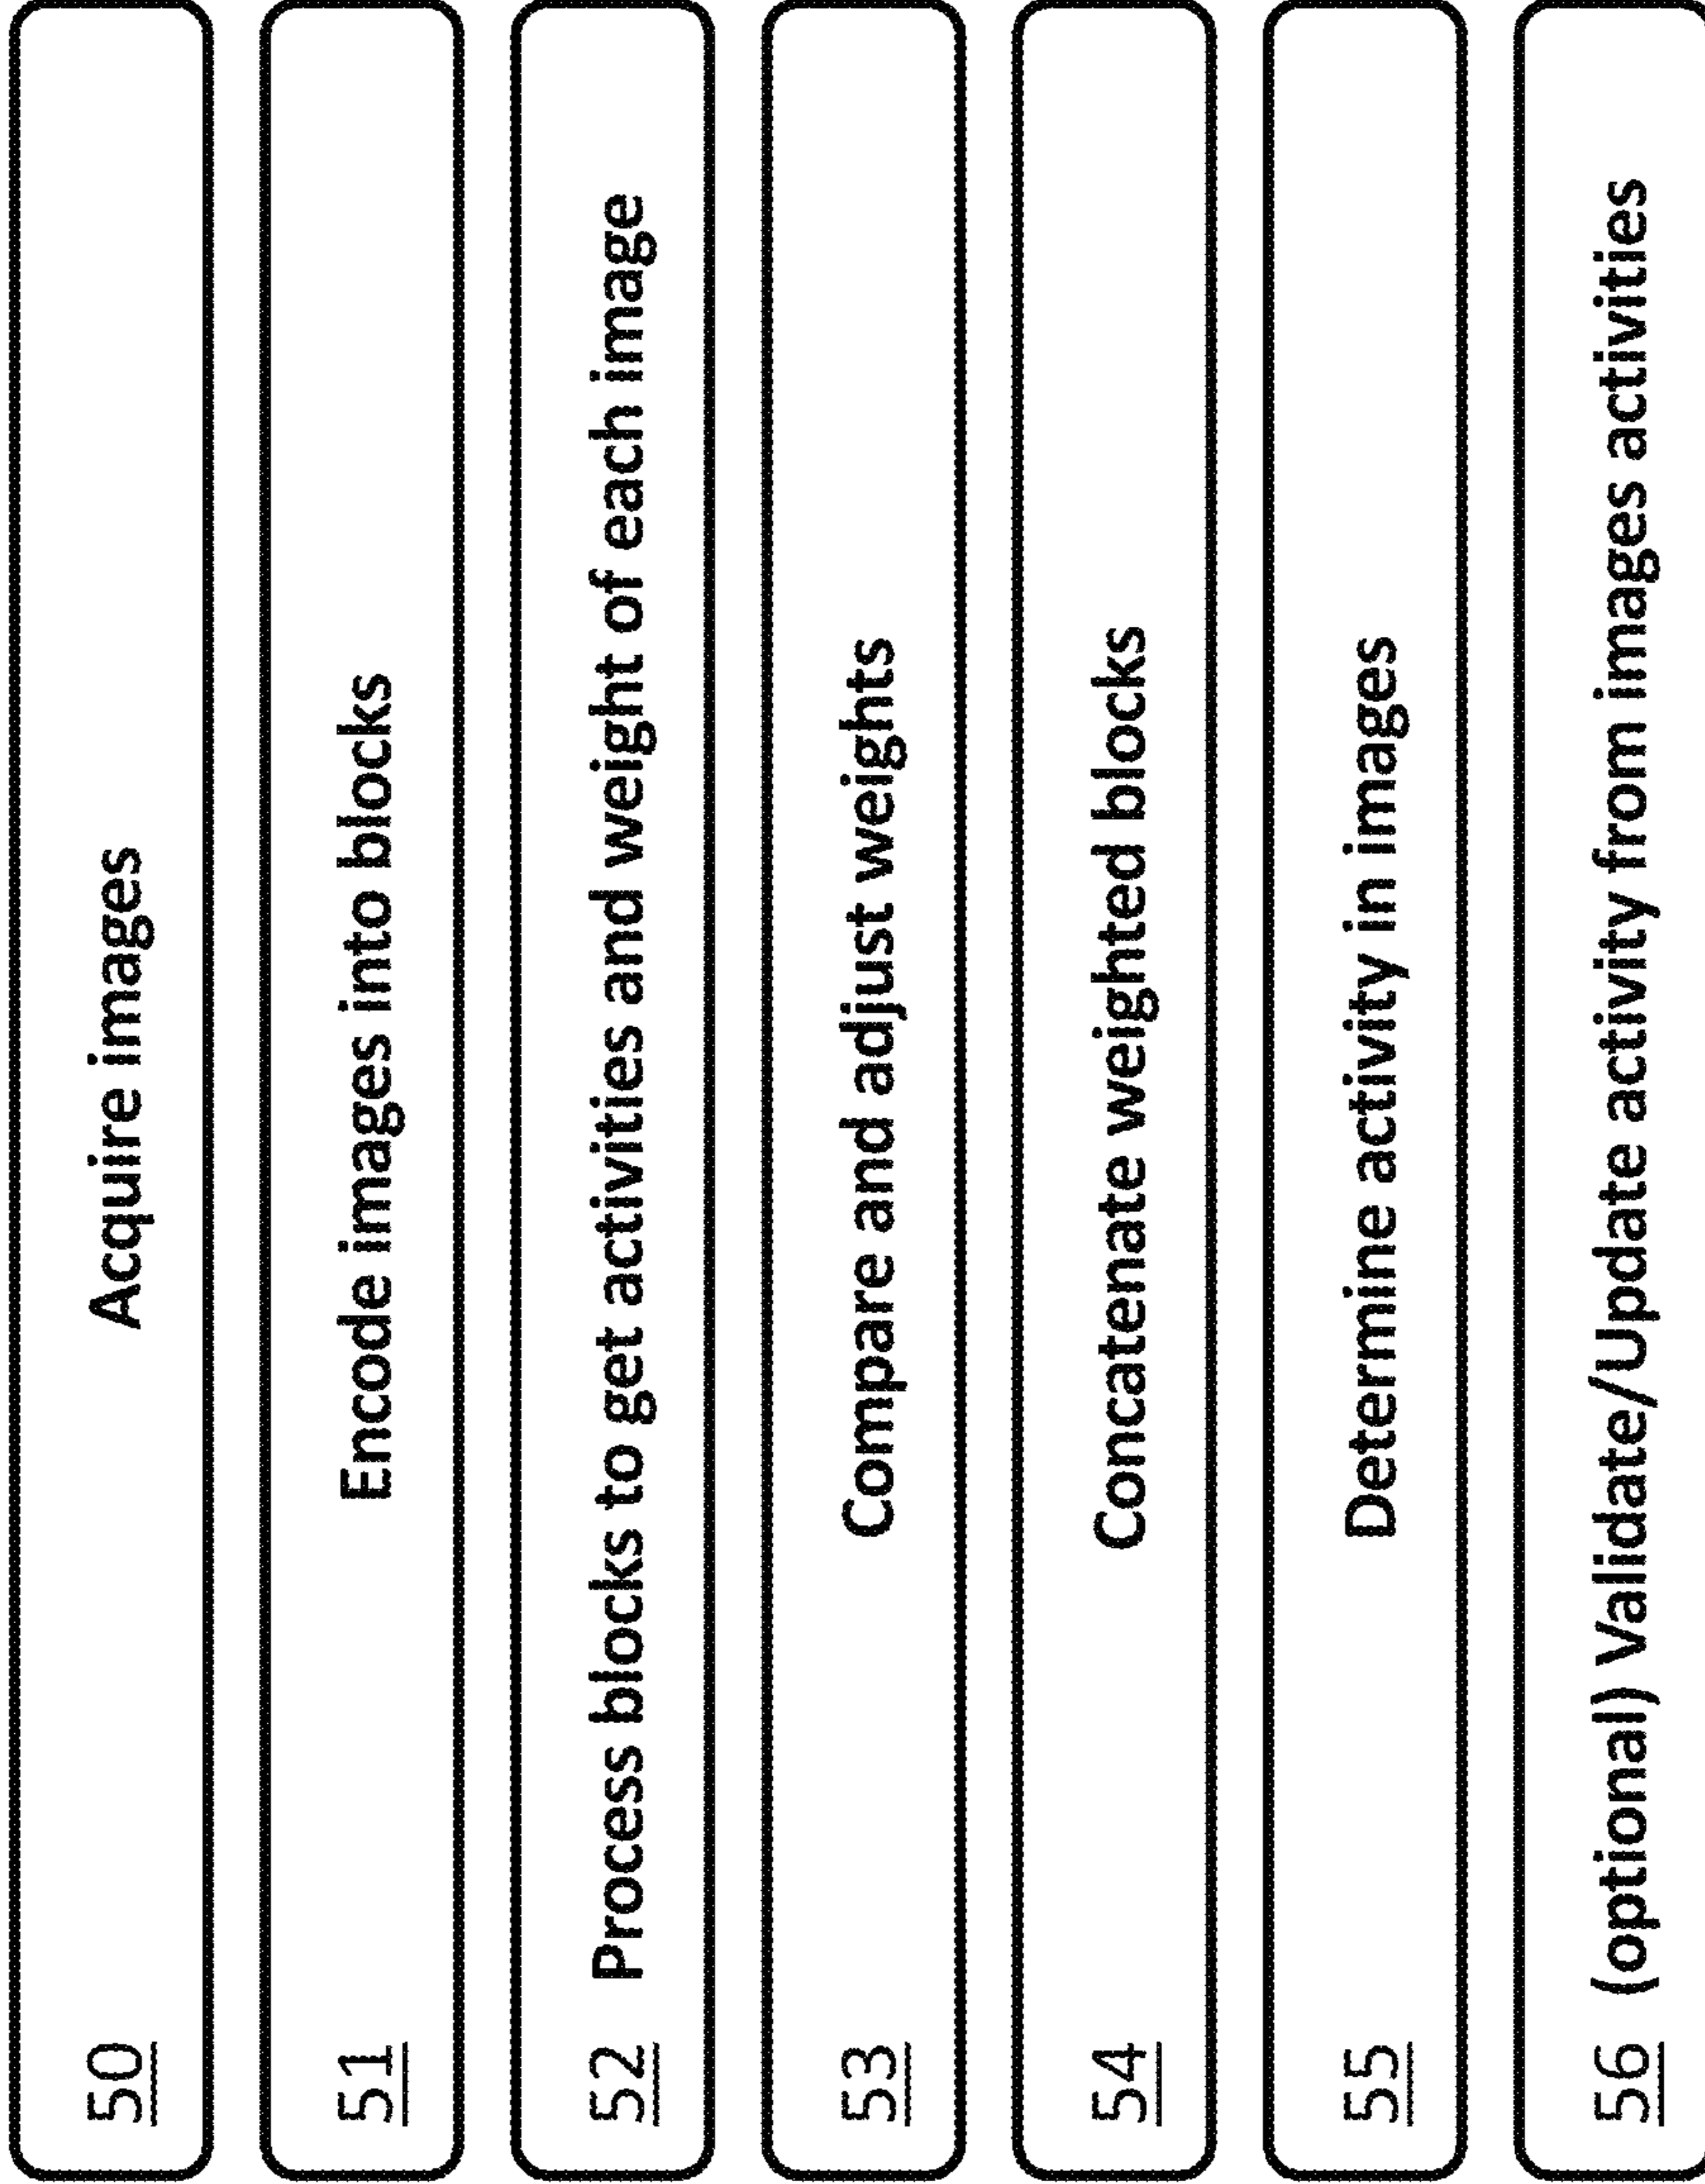 50 Acquire images
51 Encode images into blocks
52 Process blocks to get activities and weight of each image
53 Compare and adjust weights
54 Concatenate weighted blocks
55 Determine activity in images
56 (optional) Validate/Update activity from images activities